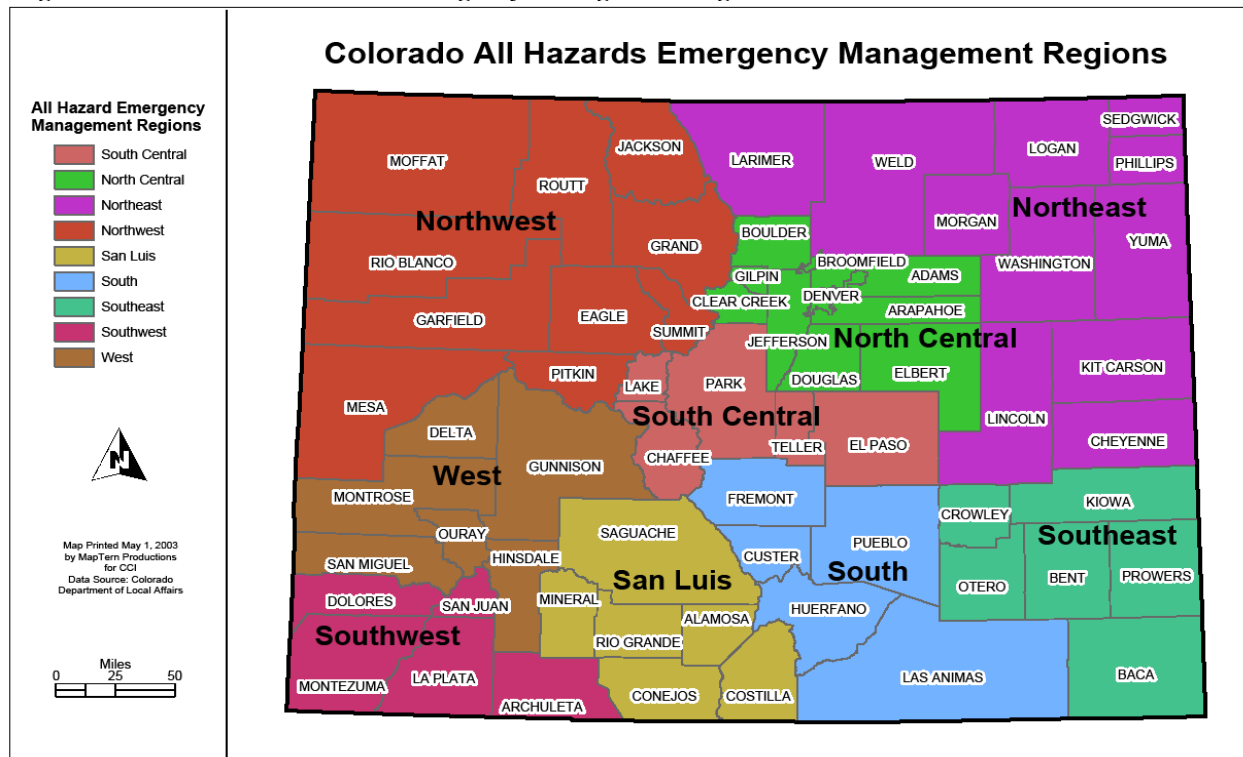 Colorado All Hazards Emergency Management Regions
All Hazard Emergency
Management Regions
South Central
North Central
Northeast
Northwest
San Luis
South
Southeast
Southwest
West
N
Map Printed May 1, 2003
by MapTern Productions
for CCI
Data Source: Colorado
Department of Local Affairs
Miles
0 25 50
SEDGWICK
JACKSON
LOGAN
MOFFAT
LARIMER
WELD
PHILLIPS
ROUTT
Northwest
MORGAN
Northeast
BOULDER
YUMA
GRAND
RIO BLANCO
BROOMFIELD
WASHINGTON
GILPIN
ADAMS
DENVER
CLEAR CREEK
ARAPAHOE
GARFIELD
EAGLE
SUMMIT
JEFFERSON
North Central
KIT CARSON
PITKIN
LAKE
PARK
DOUGLAS
ELBERT
MESA
South Central
LINCOLN
DELTA
TELLER
EL PASO
CHEYENNE
CHAFFEE
GUNNISON
West
MONTROSE
FREMONT
KIOWA
CROWLEY
OURAY
SAGUACHE
Southeast
HINSDALE
CUSTER
PUEBLO
SAN MIGUEL
South
San Luis
BENT
PROWERS
OTERO
DOLORES
SAN JUAN
MINERAL
HUERFANO
ALAMOSA
Southwest
RIO GRANDE
LA PLATA
LAS ANIMAS
BACA
MONTEZUMA
CONEJOS
COSTILLA
ARCHULETA